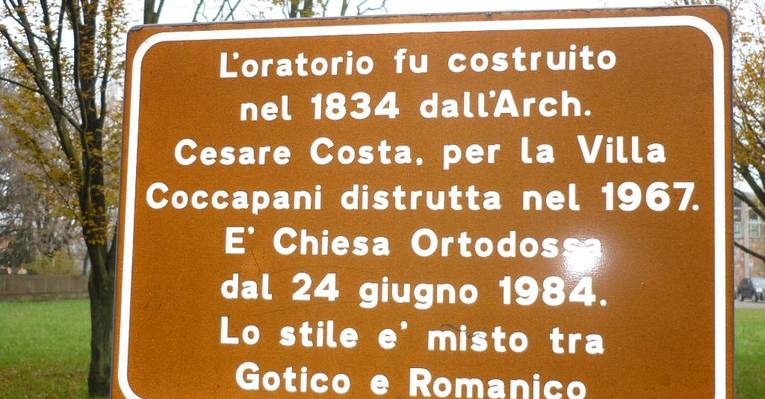 L'oratorio fu costruito
nel 1834 dall'Arch.
Cesare Costa, per la Villa
Coccapani distrutta nel 1967.
E' Chiesa Ortodossa
dal 24 giugno 1984.
Lo stile e' misto tra
Gotico e Romanico